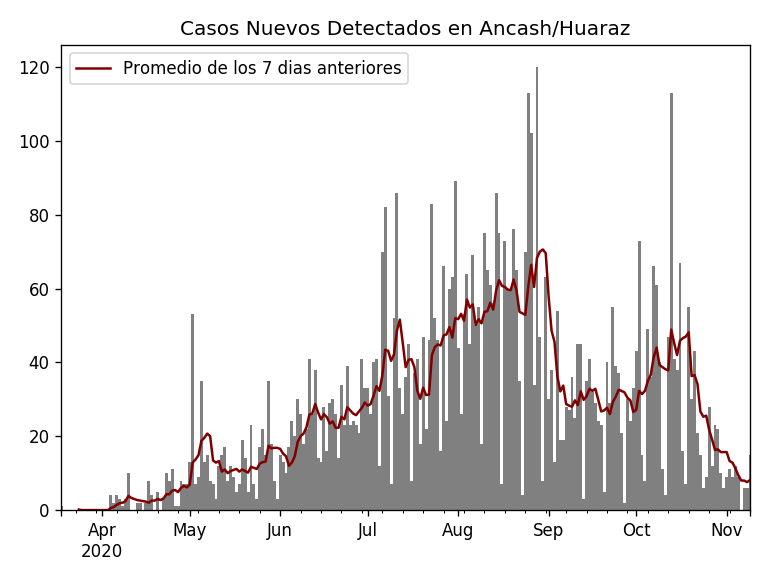 Casos Nuevos Detectados en Ancash/Huaraz
Promedio de los 7 dias anteriores
120
100
80
60
40
20
0
Apr May Jun Jul Aug Sep Oct Nov
2020